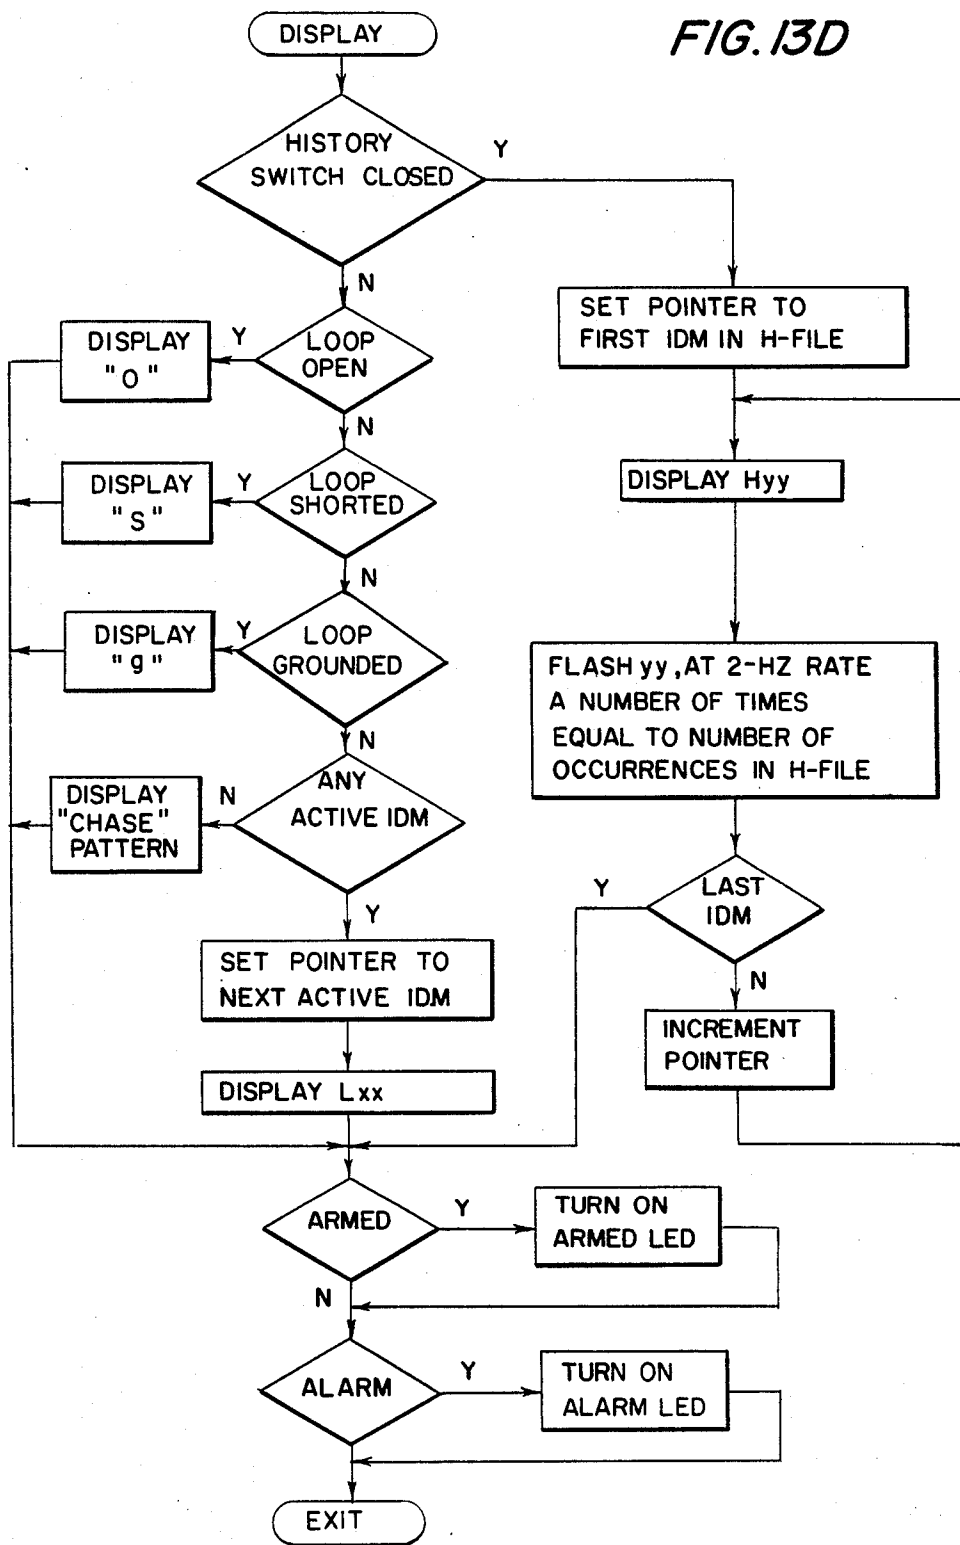 DISPLAY
FIG. 13D
HISTORY
SWITCH CLOSED
Y
N
SET POINTER TO
FIRST IDM IN H-FILE
DISPLAY
"O"
Y
LOOP
OPEN
N
DISPLAY Hyy
DISPLAY
"S"
Y
LOOP
SHORTED
N
DISPLAY
"g"
Y
LOOP
GROUNDED
N
FLASH yy, AT 2-HZ RATE
A NUMBER OF TIMES
EQUAL TO NUMBER OF
OCCURRENCES IN H-FILE
DISPLAY
"CHASE"
PATTERN
N
ANY
ACTIVE IDM
Y
Y
LAST
IDM
N
SET POINTER TO
NEXT ACTIVE IDM
INCREMENT
POINTER
DISPLAY Lxx
ARMED
Y
TURN ON
ARMED LED
N
ALARM
Y
TURN ON
ALARM LED
EXIT